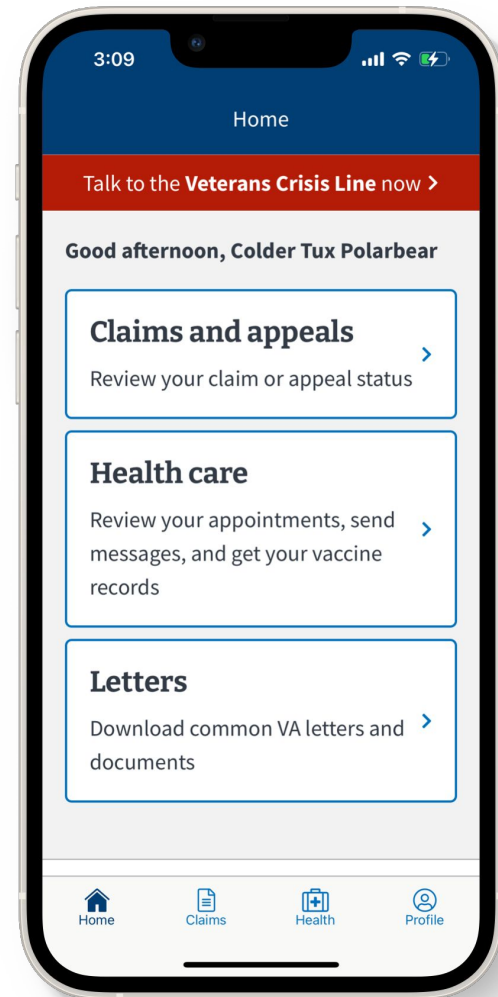 3:09
Home
Talk to the Veterans Crisis Line now
Good afternoon, Colder Tux Polarbear
Claims and appeals
Review your claim or appeal status
Health care
Review your appointments, send
messages, and get your vaccine
records
Letters
Download common VA letters and
documents
Home Claims Health Profile